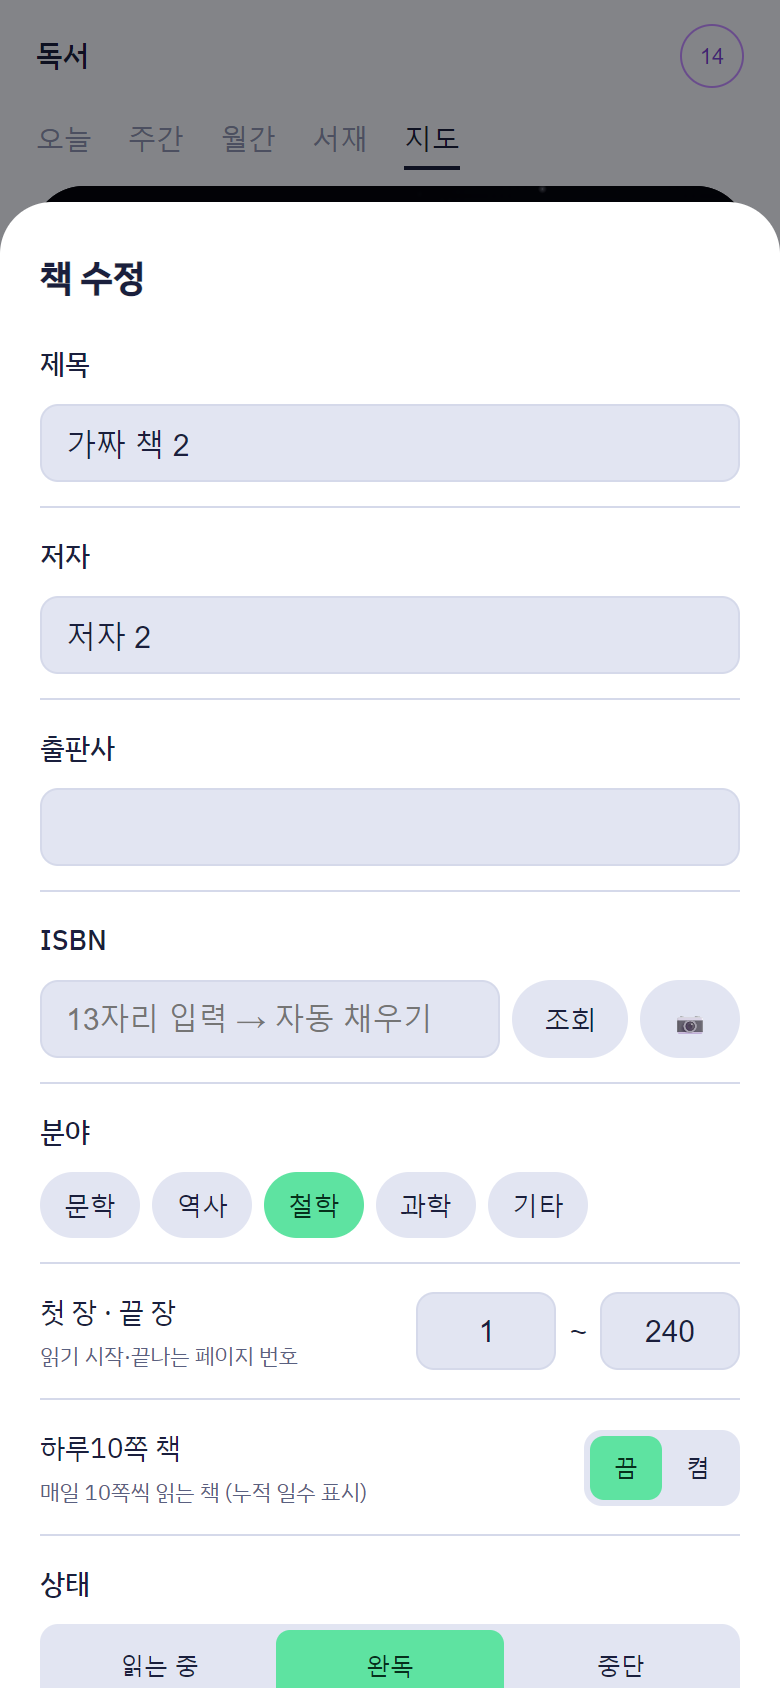 독서
14
오늘 주간 월간 서재 지도
책 수정
제목
가짜 책 2
저자
저자 2
출판사
ISBN
13자리 입력 → 자동 채우기 조회
분야
문학 역사 철학 과학 기타
첫 장 · 끝 장
읽기 시작·끝나는 페이지 번호
1 ~ 240
하루10쪽 책
매일 10쪽씩 읽는 책 (누적 일수 표시)
끔 켬
상태
읽는 중 완독 중단